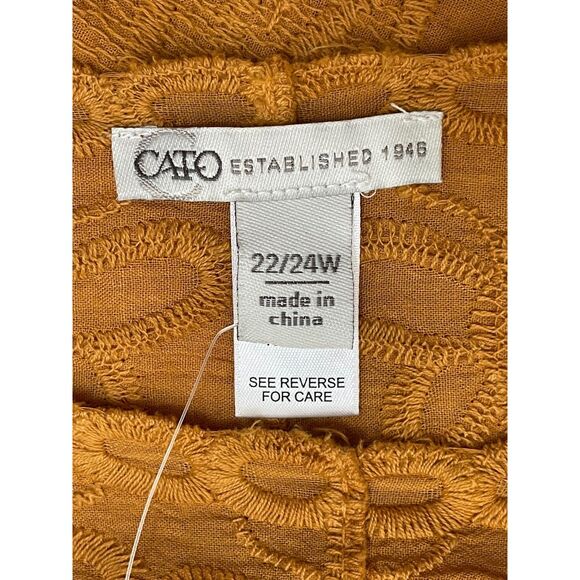 CATO ESTABLISHED 1946
22/24W
made in
china
SEE REVERSE
FOR CARE